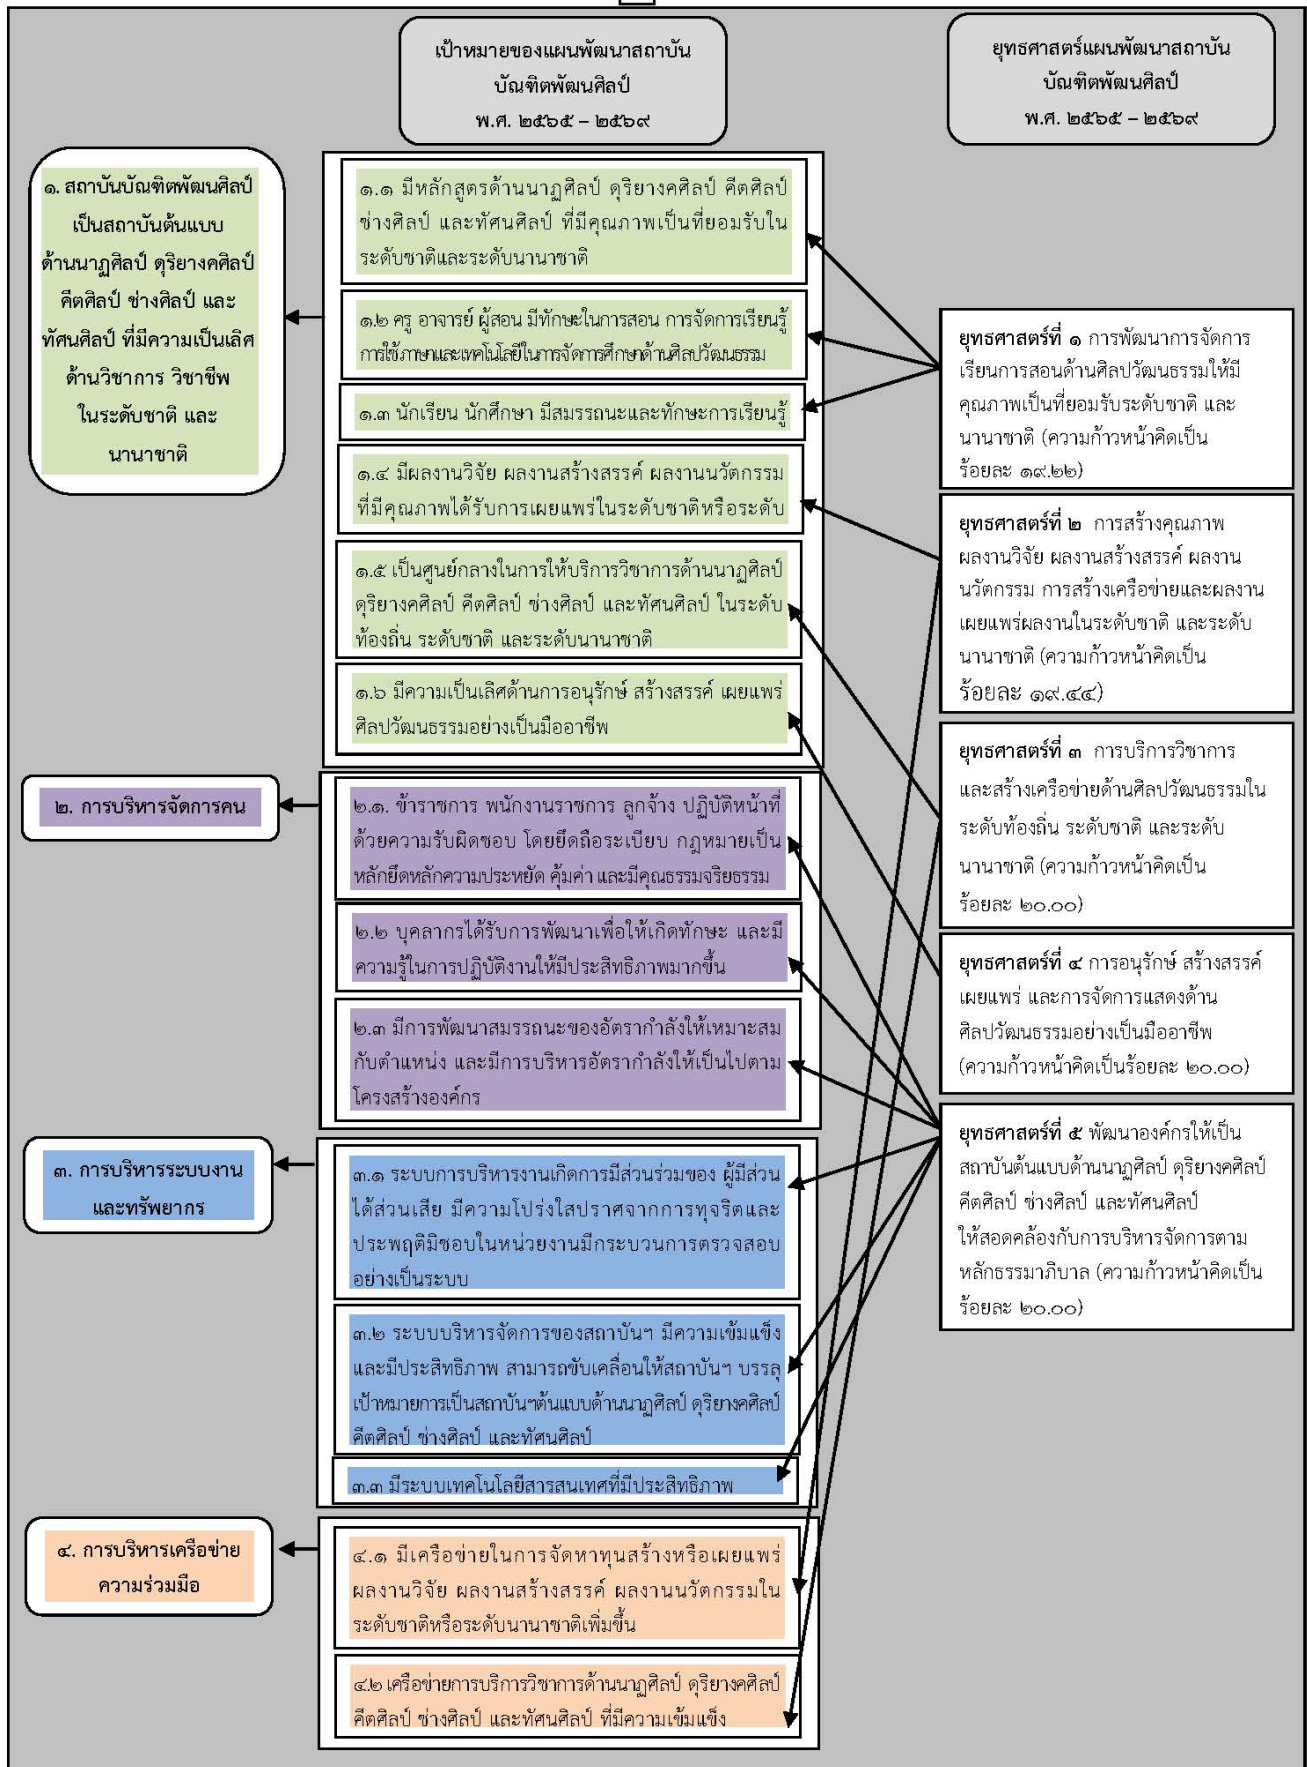 เป้าหมายของแผนพัฒนาสถาบัน
บัณฑิตพัฒนศิลป์
พ.ศ. ๒๕๖๕ – ๒๕๖๙
ยุทธศาสตร์แผนพัฒนาสถาบัน
บัณฑิตพัฒนศิลป์
พ.ศ. ๒๕๖๕ – ๒๕๖๙
๑. สถาบันบัณฑิตพัฒนศิลป์
เป็นสถาบันต้นแบบ
ด้านนาฏศิลป์ ดุริยางคศิลป์
คีตศิลป์ ช่างศิลป์ และ
ทัศนศิลป์ ที่มีความเป็นเลิศ
ด้านวิชาการ วิชาชีพ
ในระดับชาติ และ
นานาชาติ
๑.๑ มีหลักสูตรด้านนาฏศิลป์ ดุริยางคศิลป์ คีตศิลป์
ช่างศิลป์ และทัศนศิลป์ ที่มีคุณภาพเป็นที่ยอมรับใน
ระดับชาติและระดับนานาชาติ
๑.๒ ครู อาจารย์ ผู้สอน มีทักษะในการสอน การจัดการเรียนรู้
การใช้ภาษาและเทคโนโลยีในการจัดการศึกษาด้านศิลปวัฒนธรรม
๑.๓ นักเรียน นักศึกษา มีสมรรถนะและทักษะการเรียนรู้
๑.๔ มีผลงานวิจัย ผลงานสร้างสรรค์ ผลงานนวัตกรรม
ที่มีคุณภาพได้รับการเผยแพร่ในระดับชาติหรือระดับ
๑.๕ เป็นศูนย์กลางในการให้บริการวิชาการด้านนาฏศิลป์
ดุริยางคศิลป์ คีตศิลป์ ช่างศิลป์ และทัศนศิลป์ ในระดับ
ท้องถิ่น ระดับชาติ และระดับนานาชาติ
๑.๖ มีความเป็นเลิศด้านการอนุรักษ์ สร้างสรรค์ เผยแพร่
ศิลปวัฒนธรรมอย่างเป็นมืออาชีพ
๒. การบริหารจัดการคน
๒.๑. ข้าราชการ พนักงานราชการ ลูกจ้าง ปฏิบัติหน้าที่
ด้วยความรับผิดชอบ โดยยึดถือระเบียบ กฎหมายเป็น
หลักยึดหลักความประหยัด คุ้มค่า และมีคุณธรรมจริยธรรม
๒.๒ บุคลากรได้รับการพัฒนาเพื่อให้เกิดทักษะ และมี
ความรู้ในการปฏิบัติงานให้มีประสิทธิภาพมากขึ้น
๒.๓ มีการพัฒนาสมรรถนะของอัตรากำลังให้เหมาะสม
กับตำแหน่ง และมีการบริหารอัตรากำลังให้เป็นไปตาม
โครงสร้างองค์กร
๓. การบริหารระบบงาน
และทรัพยากร
๓.๑ ระบบการบริหารงานเกิดการมีส่วนร่วมของ ผู้มีส่วน
ได้ส่วนเสีย มีความโปร่งใสปราศจากการทุจริตและ
ประพฤติมิชอบในหน่วยงานมีกระบวนการตรวจสอบ
อย่างเป็นระบบ
๓.๒ ระบบบริหารจัดการของสถาบันฯ มีความเข้มแข็ง
และมีประสิทธิภาพ สามารถขับเคลื่อนให้สถาบันฯ บรรลุ
เป้าหมายการเป็นสถาบันฯต้นแบบด้านนาฏศิลป์ ดุริยางคศิลป์
คีตศิลป์ ช่างศิลป์ และทัศนศิลป์
๓.๓ มีระบบเทคโนโลยีสารสนเทศที่มีประสิทธิภาพ
๔. การบริหารเครือข่าย
ความร่วมมือ
๔.๑ มีเครือข่ายในการจัดหาทุนสร้างหรือเผยแพร่
ผลงานวิจัย ผลงานสร้างสรรค์ ผลงานนวัตกรรมใน
ระดับชาติหรือระดับนานาชาติเพิ่มขึ้น
๔.๒ เครือข่ายการบริการวิชาการด้านนาฏศิลป์ ดุริยางคศิลป์
คีตศิลป์ ช่างศิลป์ และทัศนศิลป์ ที่มีความเข้มแข็ง
ยุทธศาสตร์ที่ ๑ การพัฒนาการจัดการ
เรียนการสอนด้านศิลปวัฒนธรรมให้มี
คุณภาพเป็นที่ยอมรับระดับชาติ และ
นานาชาติ (ความก้าวหน้าคิดเป็น
ร้อยละ ๑๙.๒๒)
ยุทธศาสตร์ที่ ๒ การสร้างคุณภาพ
ผลงานวิจัย ผลงานสร้างสรรค์ ผลงาน
นวัตกรรม การสร้างเครือข่ายและผลงาน
เผยแพร่ผลงานในระดับชาติ และระดับ
นานาชาติ (ความก้าวหน้าคิดเป็น
ร้อยละ ๑๙.๔๔)
ยุทธศาสตร์ที่ ๓ การบริการวิชาการ
และสร้างเครือข่ายด้านศิลปวัฒนธรรมใน
ระดับท้องถิ่น ระดับชาติ และระดับ
นานาชาติ (ความก้าวหน้าคิดเป็น
ร้อยละ ๒๐.๐๐)
ยุทธศาสตร์ที่ ๔ การอนุรักษ์ สร้างสรรค์
เผยแพร่ และการจัดการแสดงด้าน
ศิลปวัฒนธรรมอย่างเป็นมืออาชีพ
(ความก้าวหน้าคิดเป็นร้อยละ ๒๐.๐๐)
ยุทธศาสตร์ที่ ๕ พัฒนาองค์กรให้เป็น
สถาบันต้นแบบด้านนาฏศิลป์ ดุริยางคศิลป์
คีตศิลป์ ช่างศิลป์ และทัศนศิลป์
ให้สอดคล้องกับการบริหารจัดการตาม
หลักธรรมาภิบาล (ความก้าวหน้าคิดเป็น
ร้อยละ ๒๐.๐๐)